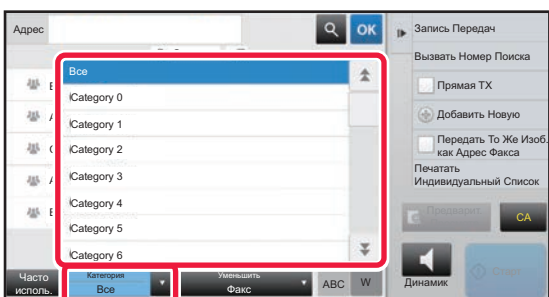 Адрес
OK
Все
Category 0
Category 1
Category 2
Category 3
Category 4
Category 5
Category 6
Часто
исполь.
Категория
Все
Уменьшить
Факс
ABC
W
Запись Передач
Вызвать Номер Поиска
Прямая TX
Добавить Новую
Передать То Же Изоб.
как Адрес Факса
Печатать
Индивидуальный Список
Предварит.
CA
Динамик
Старт